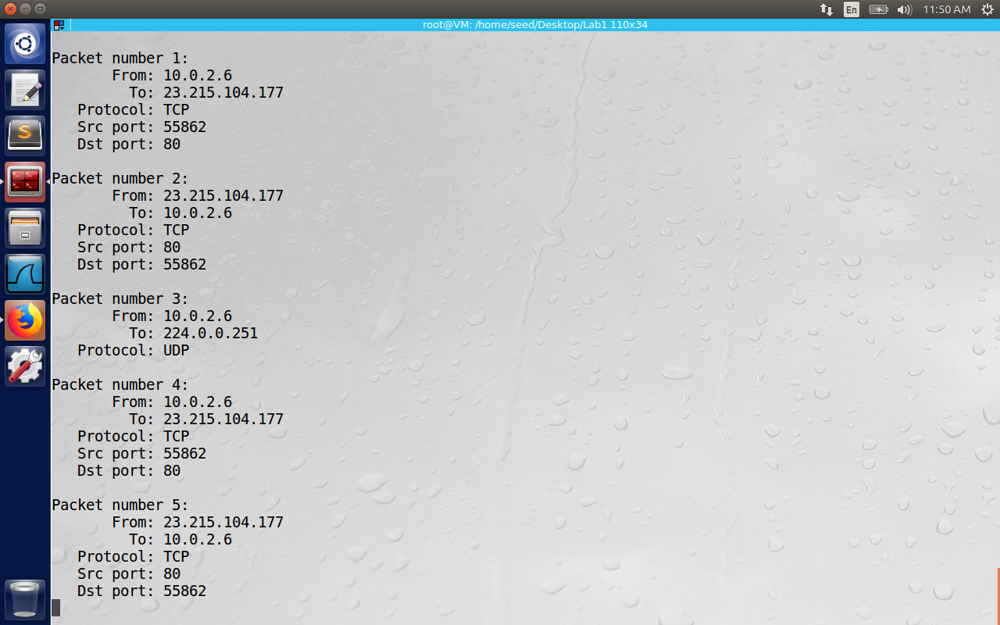 En
11:50 AM
root@VM: /home/seed/Desktop/Lab1 110x34
Packet number 1:
From: 10.0.2.6
To: 23.215.104.177
Protocol: TCP
Src port: 55862
Dst port: 80
Packet number 2:
From: 23.215.104.177
To: 10.0.2.6
Protocol: TCP
Src port: 80
Dst port: 55862
Packet number 3:
From: 10.0.2.6
To: 224.0.0.251
Protocol: UDP
Packet number 4:
From: 10.0.2.6
To: 23.215.104.177
Protocol: TCP
Src port: 55862
Dst port: 80
Packet number 5:
From: 23.215.104.177
To: 10.0.2.6
Protocol: TCP
Src port: 80
Dst port: 55862